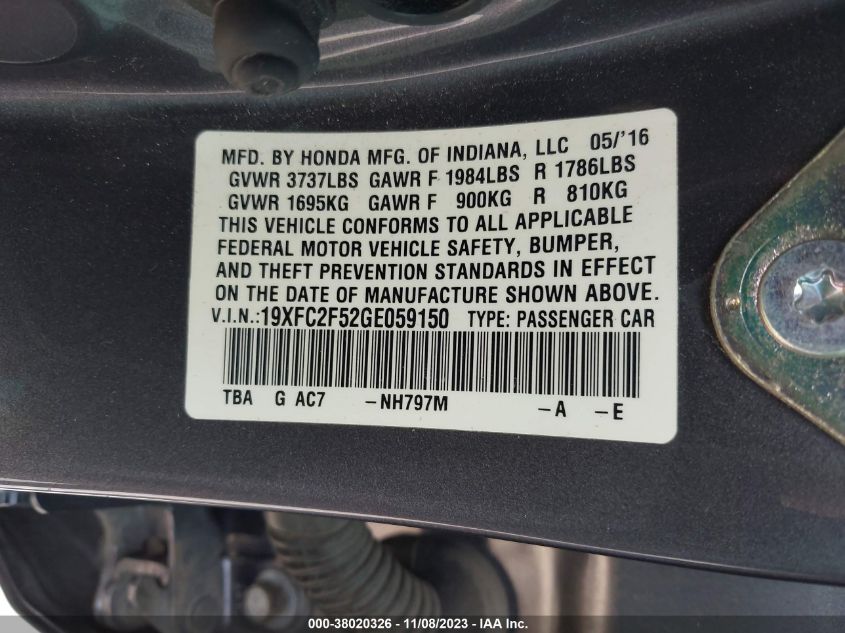 MFD. BY HONDA MFG. OF INDIANA, LLC 05/'16
GVWR 3737LBS GAWR F 1984LBS R 1786LBS
GVWR 1695KG GAWR F 900KG R 810KG
THIS VEHICLE CONFORMS TO ALL APPLICABLE
FEDERAL MOTOR VEHICLE SAFETY, BUMPER,
AND THEFT PREVENTION STANDARDS IN EFFECT
ON THE DATE OF MANUFACTURE SHOWN ABOVE.
V.I.N.:19XFC2F52GE059150 TYPE: PASSENGER CAR
TBA G AC7 -NH797M -A -E
000-38020326 - 11/08/2023 - IAA Inc.